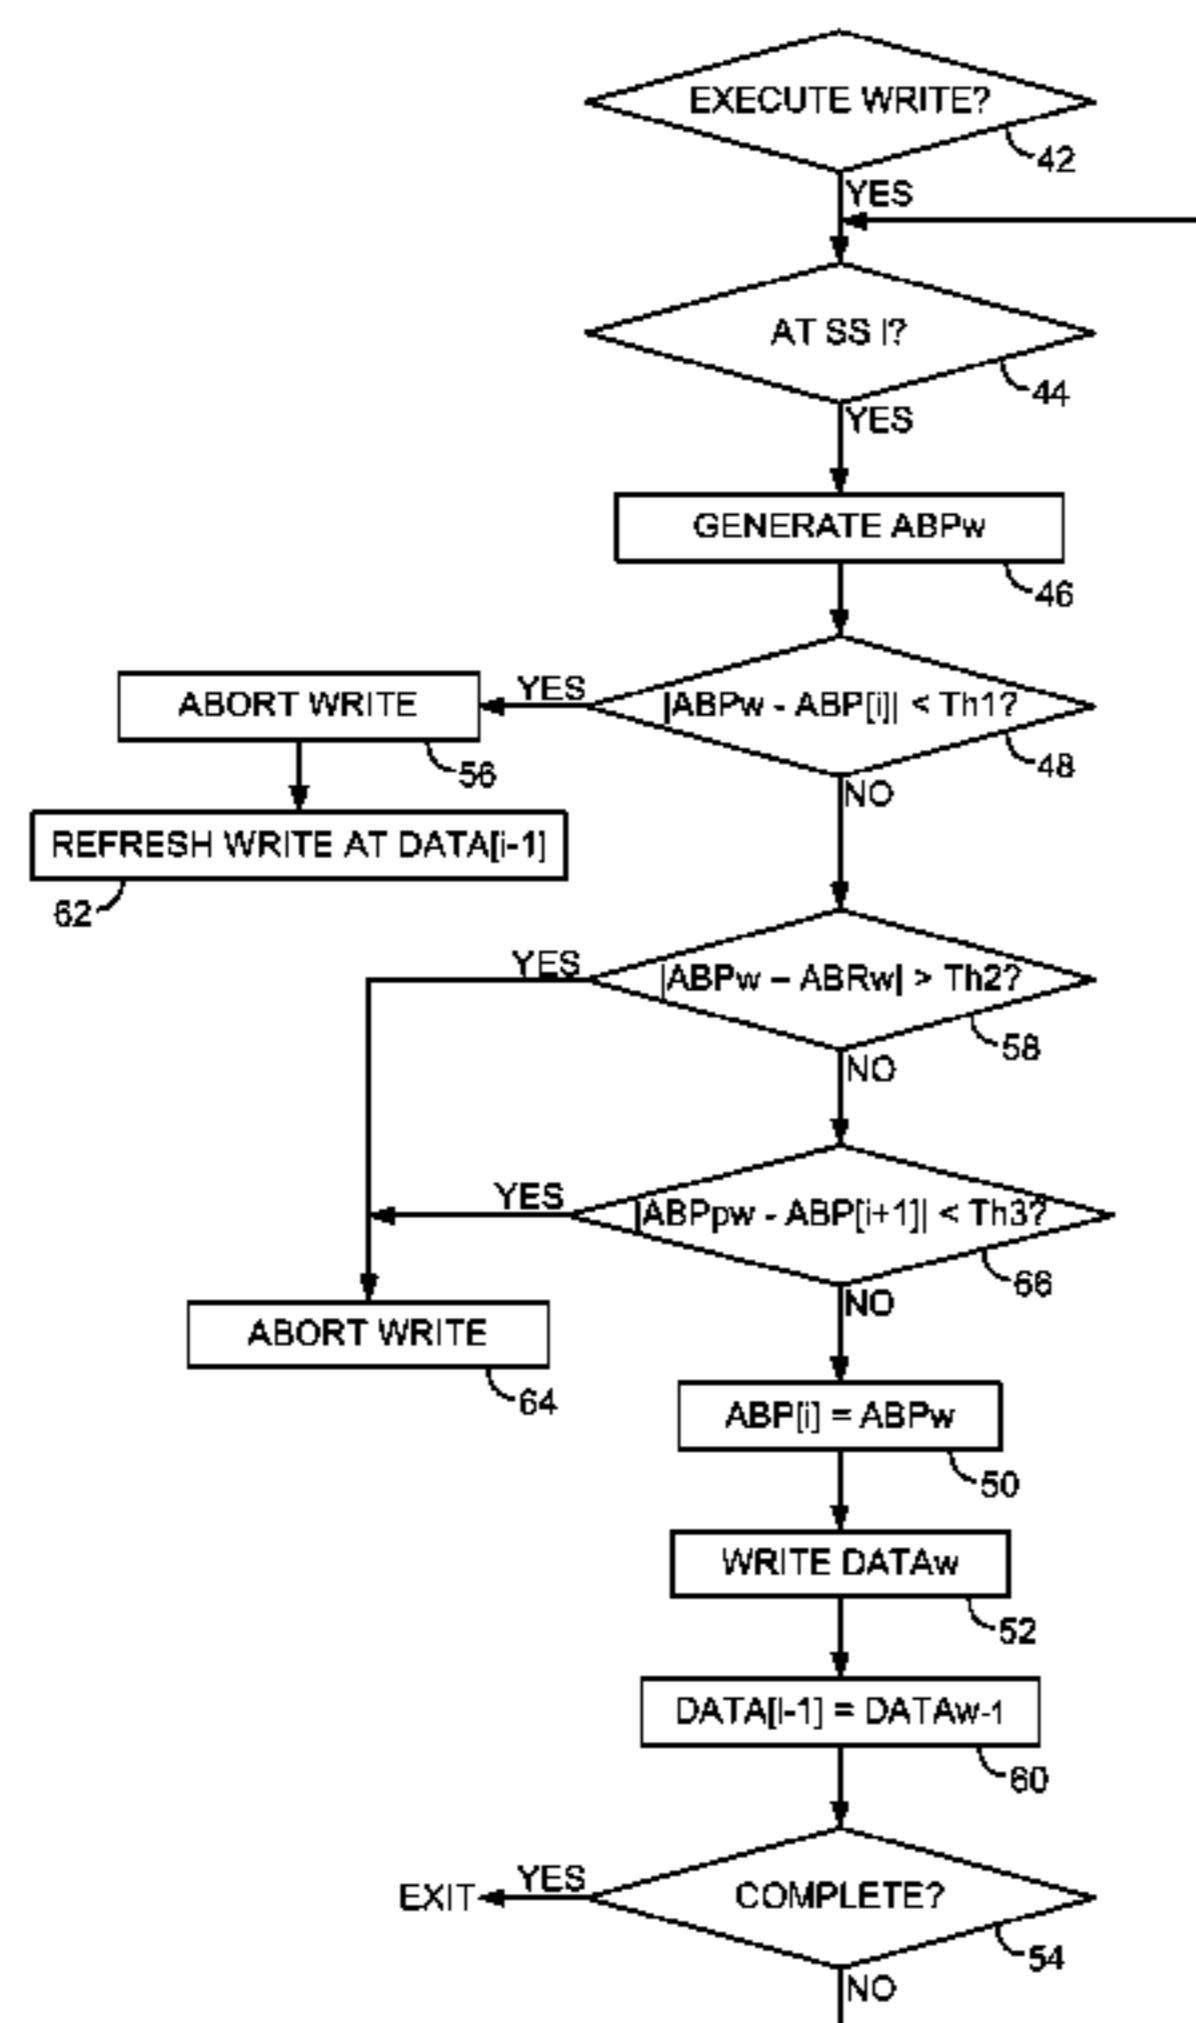 EXECUTE WRITE?
42
YES
AT SS I?
44
YES
GENERATE ABPw
46
|ABPw - ABP[i]| < Th1?
48
YES
ABORT WRITE
56
REFRESH WRITE AT DATA[i-1]
62
NO
|ABPw – ABRw| > Th2?
58
YES
NO
|ABPpw - ABP[i+1]| < Th3?
66
YES
ABORT WRITE
64
NO
ABP[i] = ABPw
50
WRITE DATAw
52
DATA[I-1] = DATAw-1
60
COMPLETE?
54
YES
EXIT
NO